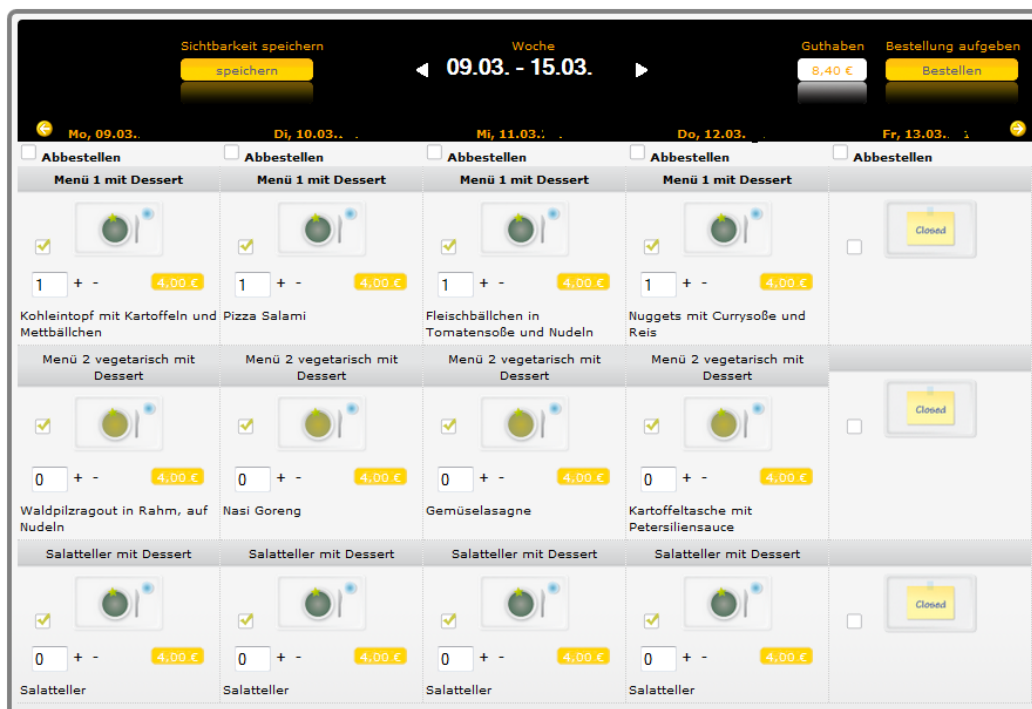 Sichtbarkeit speichern
Woche
Guthaben
Bestellung aufgeben
speichern
09.03. - 15.03.
8,40 €
Bestellen
Mo, 09.03.
Di, 10.03.
Mi, 11.03.
Do, 12.03.
Fr, 13.03.
Abbestellen
Abbestellen
Abbestellen
Abbestellen
Abbestellen
Menü 1 mit Dessert
Menü 1 mit Dessert
Menü 1 mit Dessert
Menü 1 mit Dessert
Closed
1 + - 4,00 €
1 + - 4,00 €
1 + - 4,00 €
1 + - 4,00 €
Kohleintopf mit Kartoffeln und
Mettbällchen
Pizza Salami
Fleischbällchen in
Tomatensoße und Nudeln
Nuggets mit Currysoße und
Reis
Menü 2 vegetarisch mit
Dessert
Menü 2 vegetarisch mit
Dessert
Menü 2 vegetarisch mit
Dessert
Menü 2 vegetarisch mit
Dessert
Closed
0 + - 4,00 €
0 + - 4,00 €
0 + - 4,00 €
0 + - 4,00 €
Waldpilzragout in Rahm, auf
Nudeln
Nasi Goreng
Gemüselasagne
Kartoffeltasche mit
Petersiliensauce
Salatteller mit Dessert
Salatteller mit Dessert
Salatteller mit Dessert
Salatteller mit Dessert
Closed
0 + - 4,00 €
0 + - 4,00 €
0 + - 4,00 €
0 + - 4,00 €
Salatteller
Salatteller
Salatteller
Salatteller